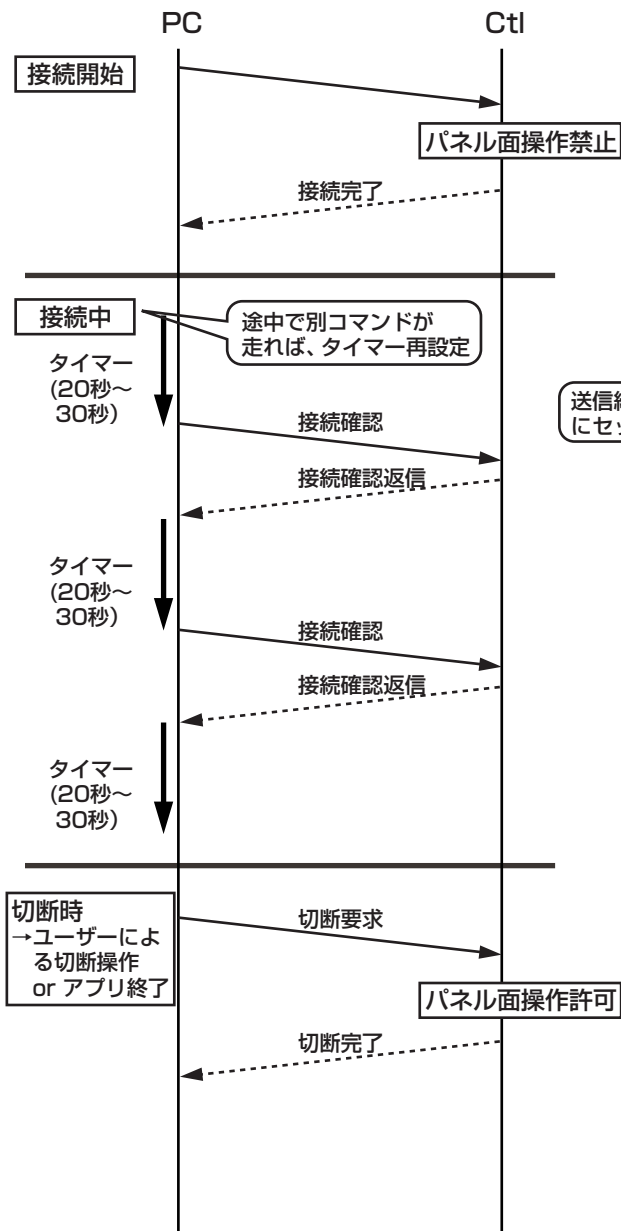 PC
Ctl
接続開始
パネル面操作禁止
接続完了
接続中
途中で別コマンドが
走れば、タイマー再設定
タイマー
(20秒～
30秒)
送信
にセッ
接続確認
接続確認返信
タイマー
(20秒～
30秒)
接続確認
接続確認返信
タイマー
(20秒～
30秒)
切断時
→ユーザーによ
る切断操作
or アプリ終了
切断要求
パネル面操作許可
切断完了